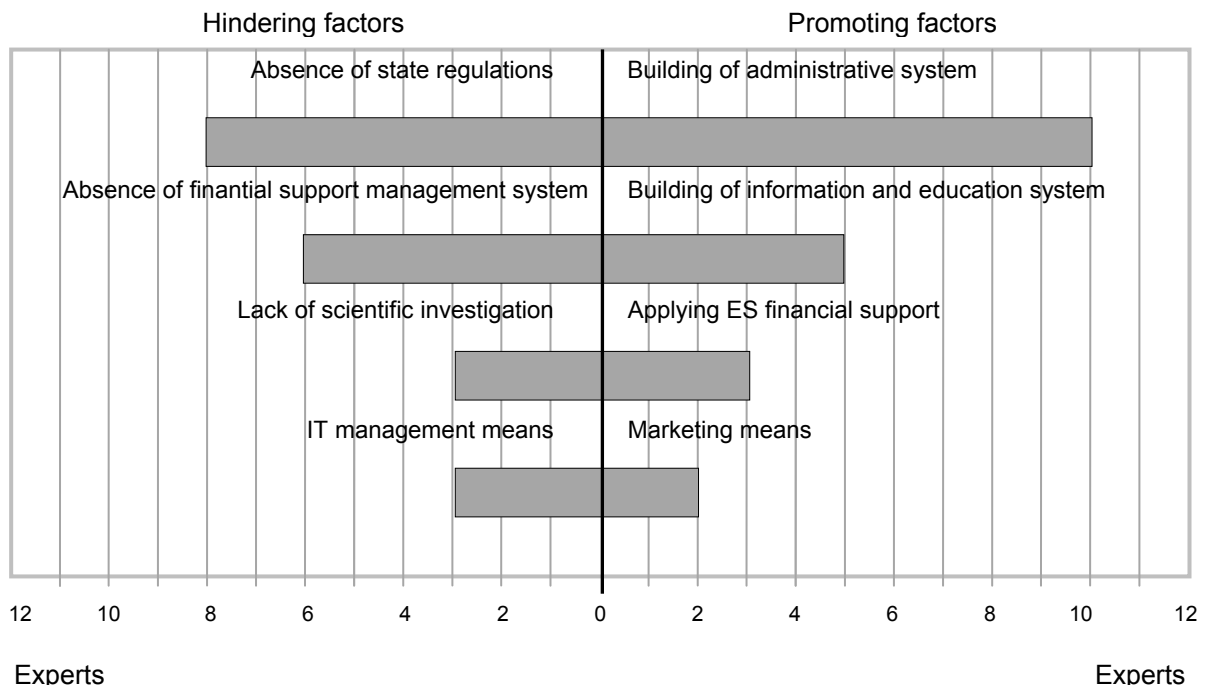 Hindering factors Promoting factors
Absence of state regulations Building of administrative system
Absence of finantial support management system Building of information and education system
Lack of scientific investigation Applying ES financial support
IT management means Marketing means
12 10 8 6 4 2 0 2 4 6 8 10 12
Experts Experts